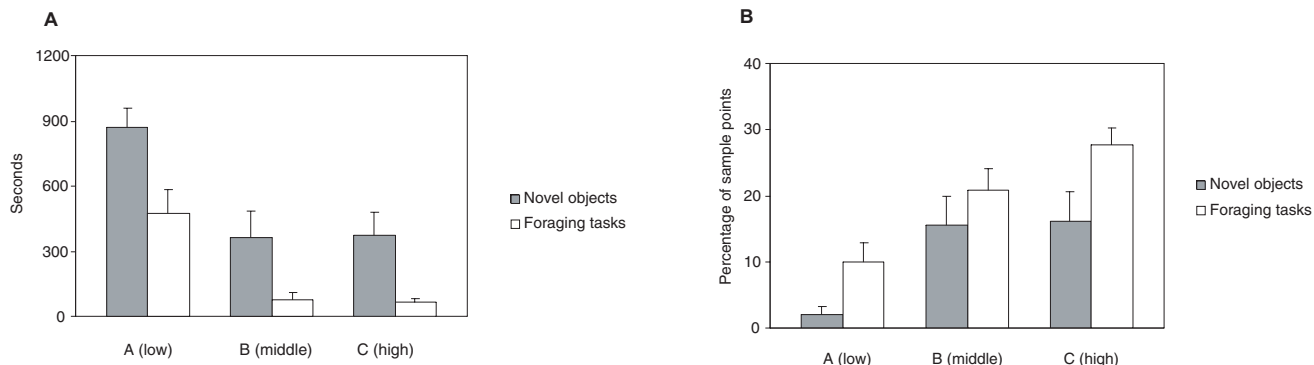 A
1200
900
600
300
0
Seconds
A (low) B (middle) C (high)
Novel objects
Foraging tasks
B
40
30
20
10
0
Percentage of sample points
A (low) B (middle) C (high)
Novel objects
Foraging tasks